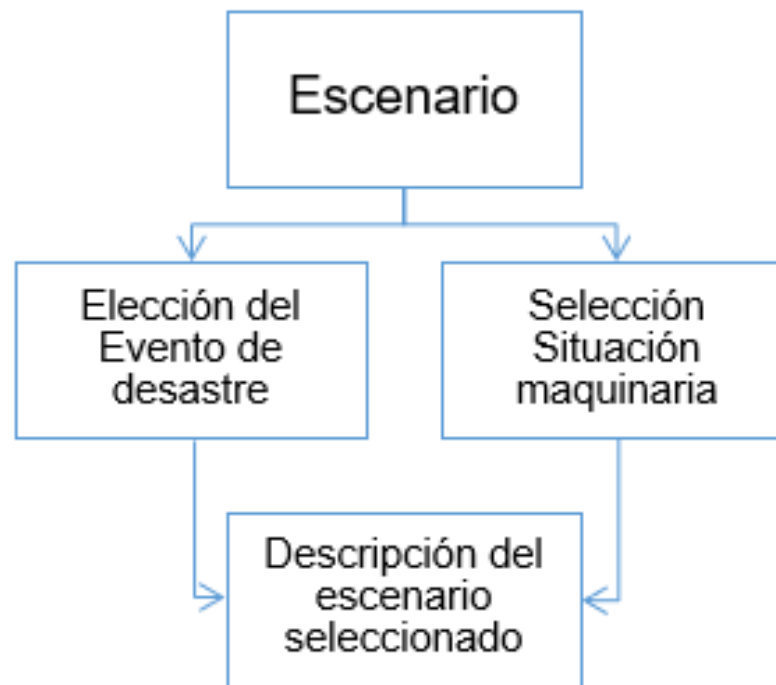 Escenario
Elección del
Evento de
desastre
Selección
Situación
maquinaria
Descripción del
escenario
seleccionado